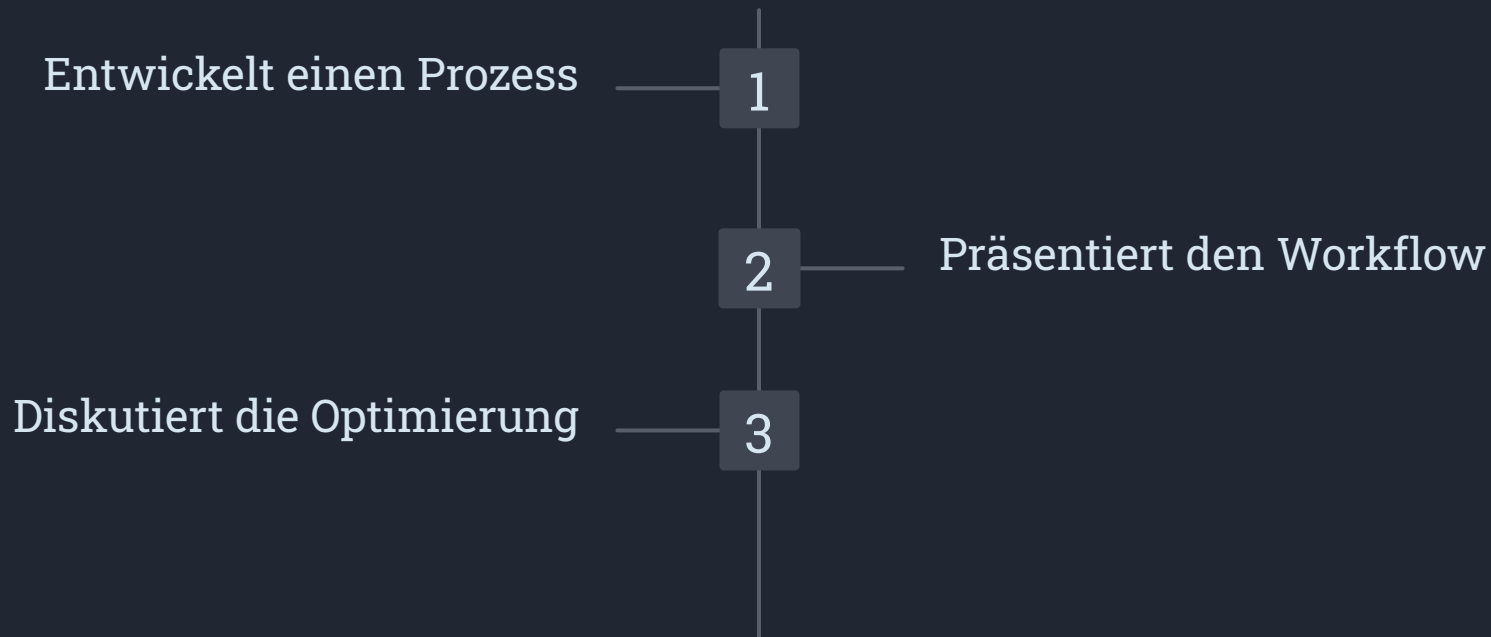 Entwickelt einen Prozess
1
2
Präsentiert den Workflow
Diskutiert die Optimierung
3